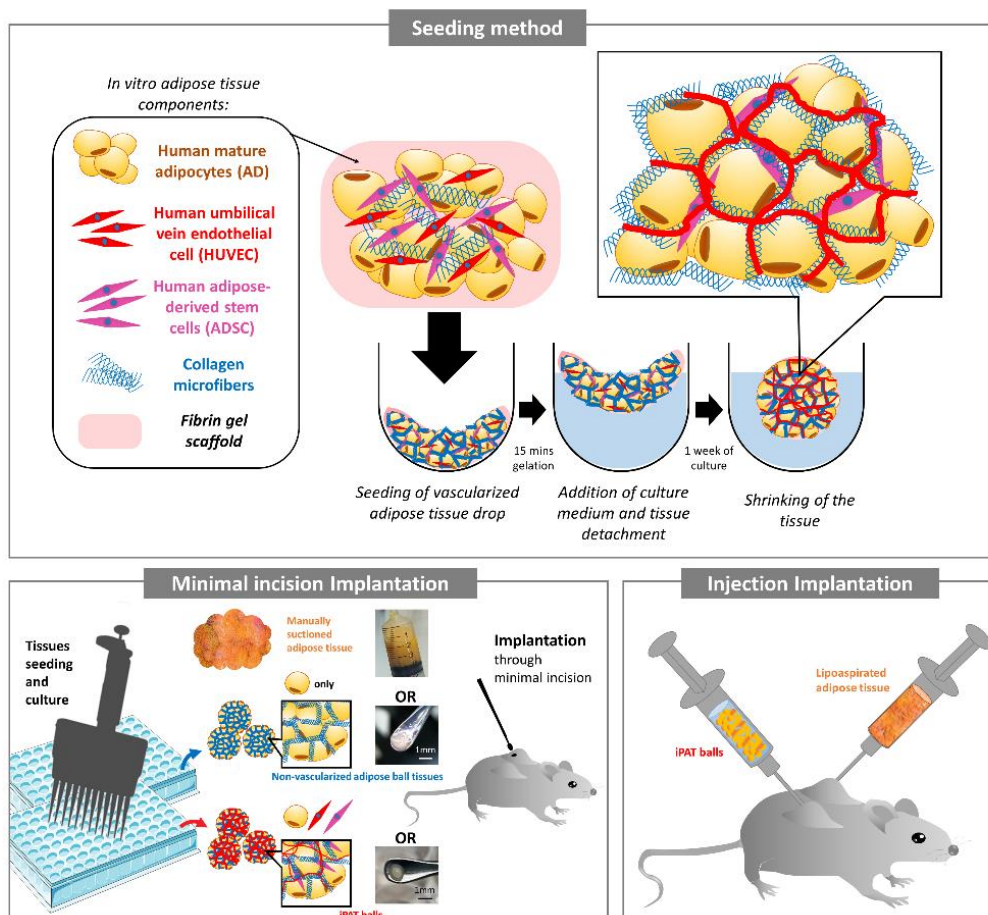 Seeding method
In vitro adipose tissue
components:
Human mature
adipocytes (AD)
Human umbilical
vein endothelial
cell (HUVEC)
Human adipose-
derived stem
cells (ADSC)
Collagen
microfibers
Fibrin gel
scaffold
15 mins
gelation
1 week of
culture
Seeding of vascularized
adipose tissue drop
Addition of culture
medium and tissue
detachment
Shrinking of the
tissue
Minimal incision Implantation
Tissues
seeding
and
culture
Manually
suctioned
adipose tissue
only
OR
1mm
Non-vascularized adipose ball tissues
OR
1mm
iPAT balls
Implantation
through
minimal incision
Injection Implantation
Lipoaspirated
adipose tissue
iPAT balls